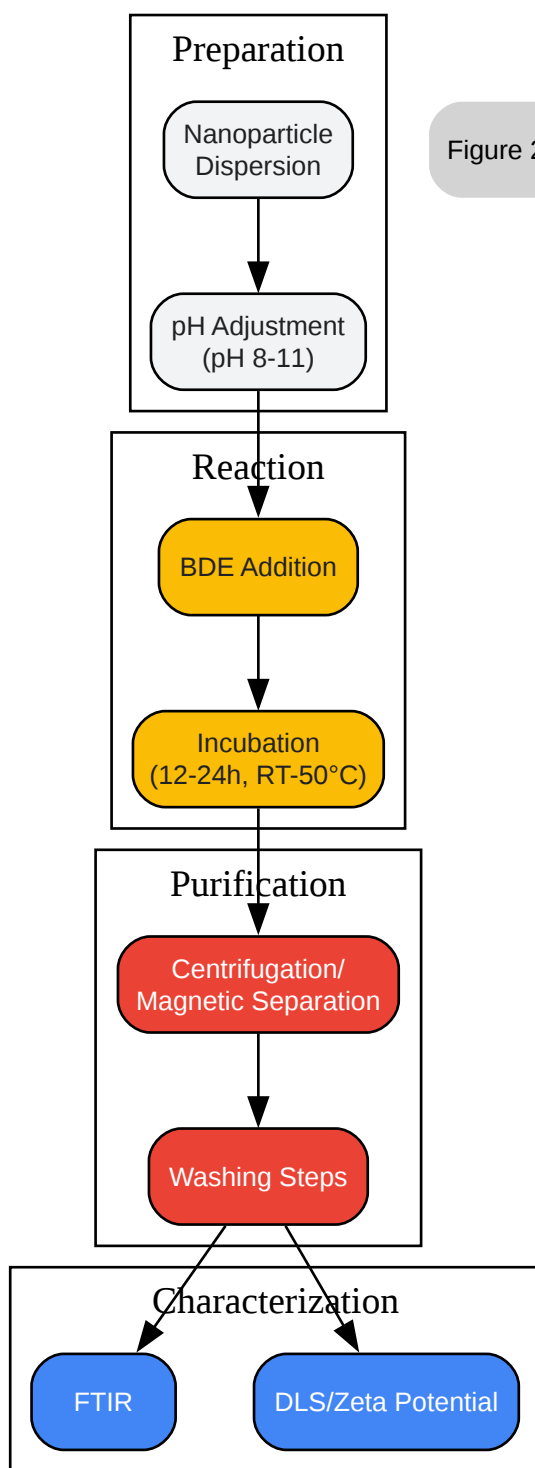 Preparation
Nanoparticle
Dispersion
Figure 2
pH Adjustment
(pH 8-11)
Reaction
BDE Addition
Incubation
(12-24h, RT-50°C)
Purification
Centrifugation/
Magnetic Separation
Washing Steps
Characterization
FTIR
DLS/Zeta Potential